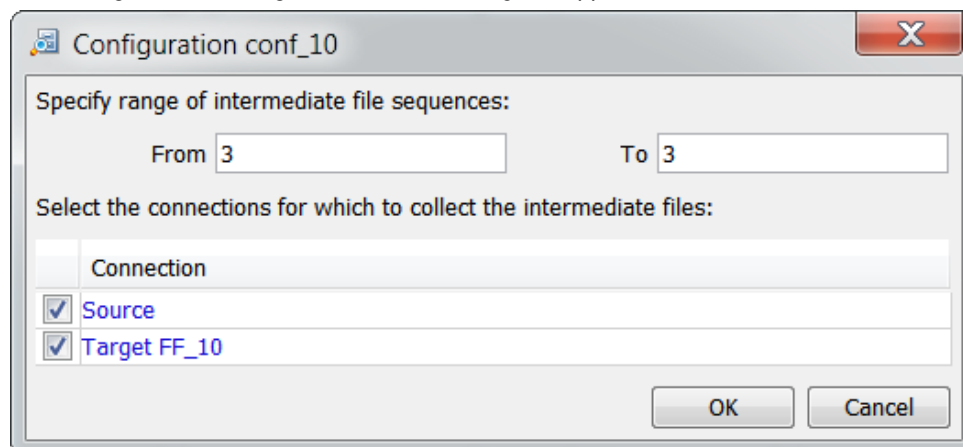 Configuration conf_10
Specify range of intermediate file sequences:
From 3 To 3
Select the connections for which to collect the intermediate files:
Connection
Source
Target FF_10
OK Cancel